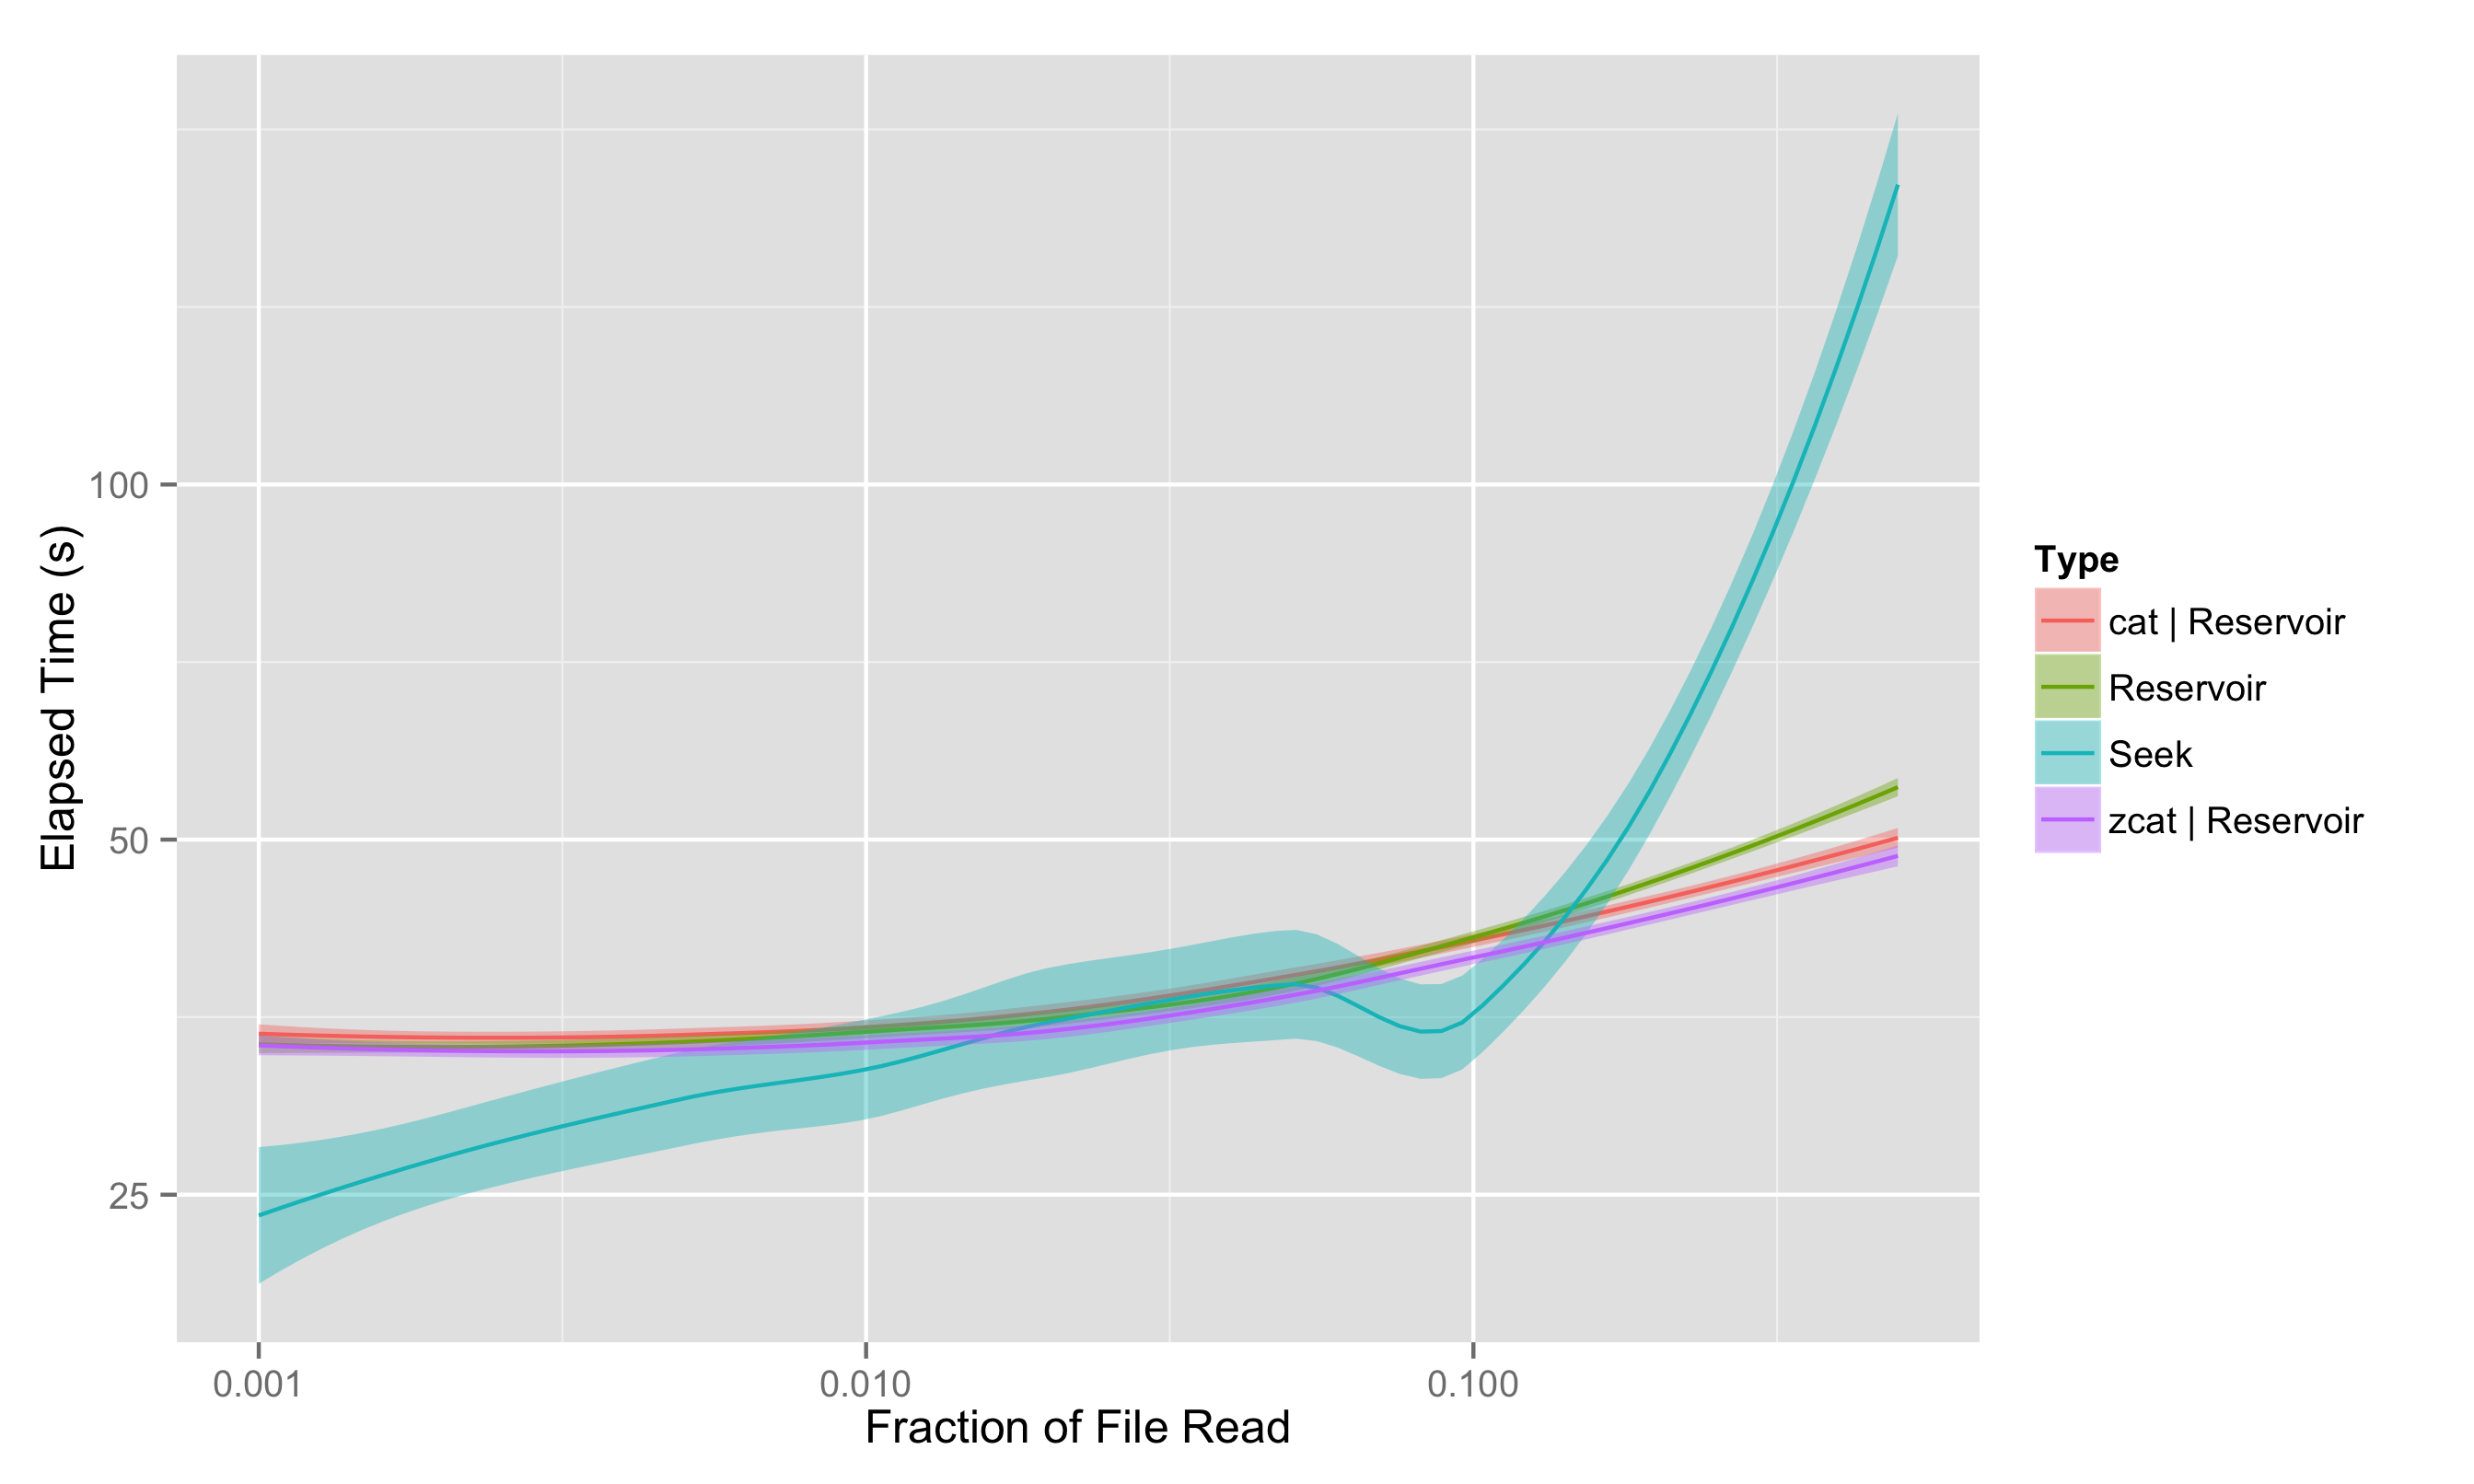 Elapsed Time (s)
100
50
25
0.001
0.010
0.100
Fraction of File Read
Type
cat | Reservoir
Reservoir
Seek
zcat | Reservoir